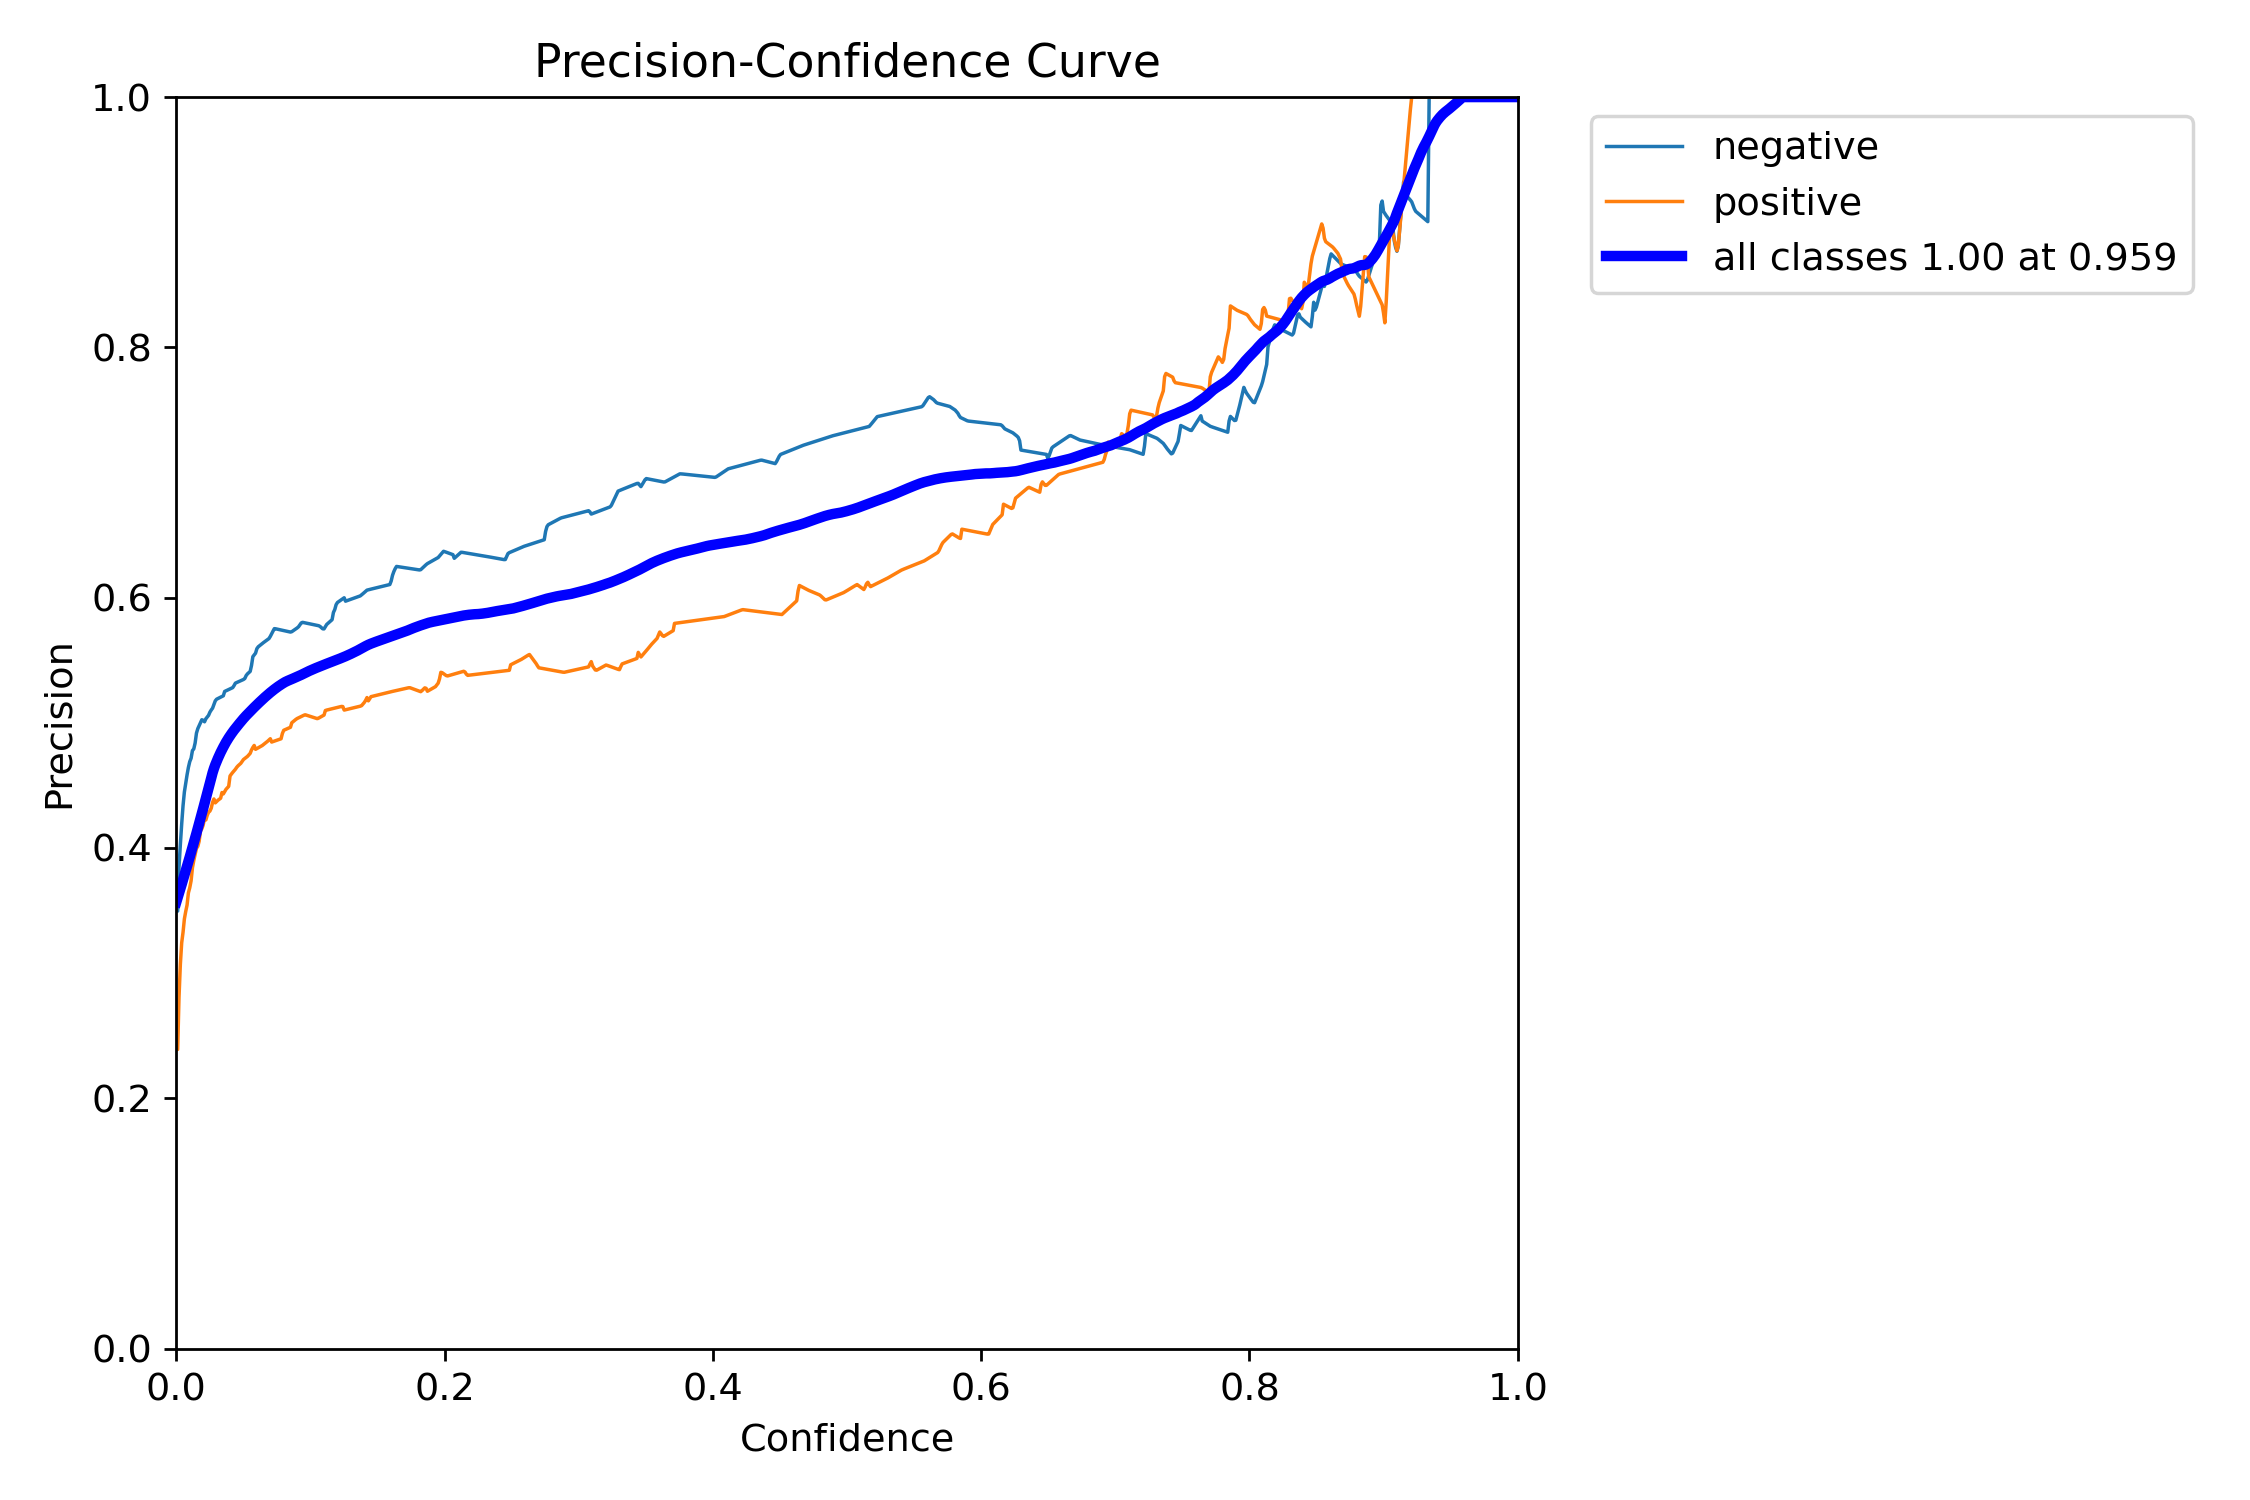 Precision-Confidence Curve
1.0
0.8
0.6
0.4
0.2
0.0
Precision
0.0 0.2 0.4 0.6 0.8 1.0
Confidence
negative
positive
all classes 1.00 at 0.959